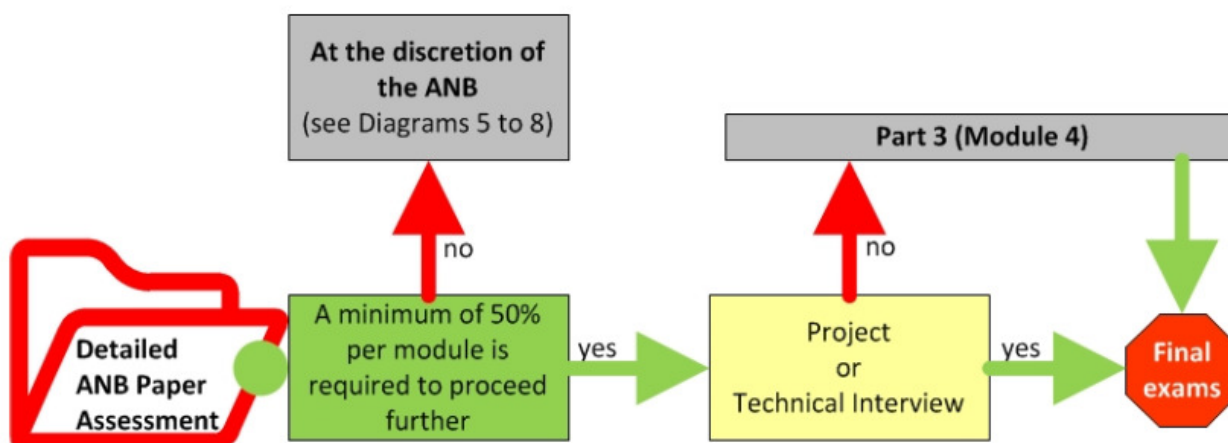 At the discretion of
the ANB
(see Diagrams 5 to 8)
Part 3 (Module 4)
no
no
Detailed
ANB Paper
Assessment
A minimum of 50%
per module is
required to proceed
further
yes
Project
or
Technical Interview
yes
Final
exams